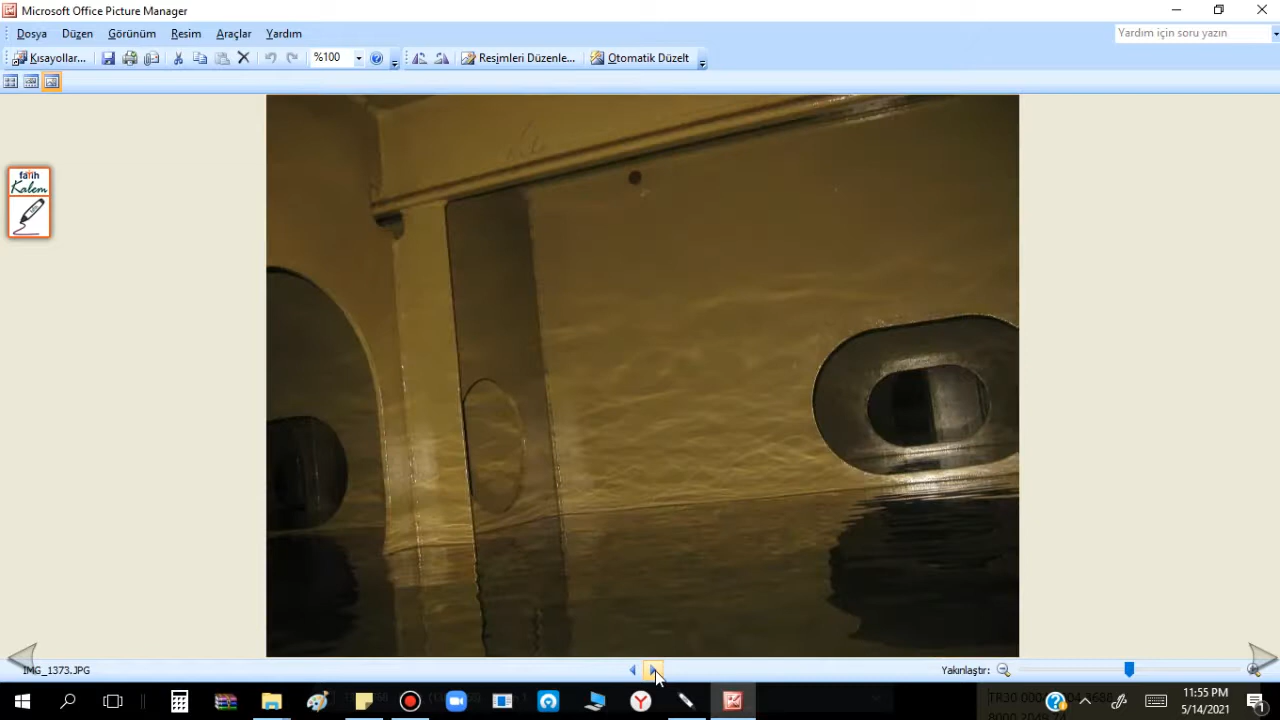 Microsoft Office Picture Manager
Dosya Düzen Görünüm Resim Araçlar Yardım
Yardım için soru yazın
Kısayollar... %100 Resimleri Düzenle... Otomatik Düzelt
fatih
Kalem
IMG_1373.JPG
Yakınlaştır:
11:55 PM
5/14/2021
1